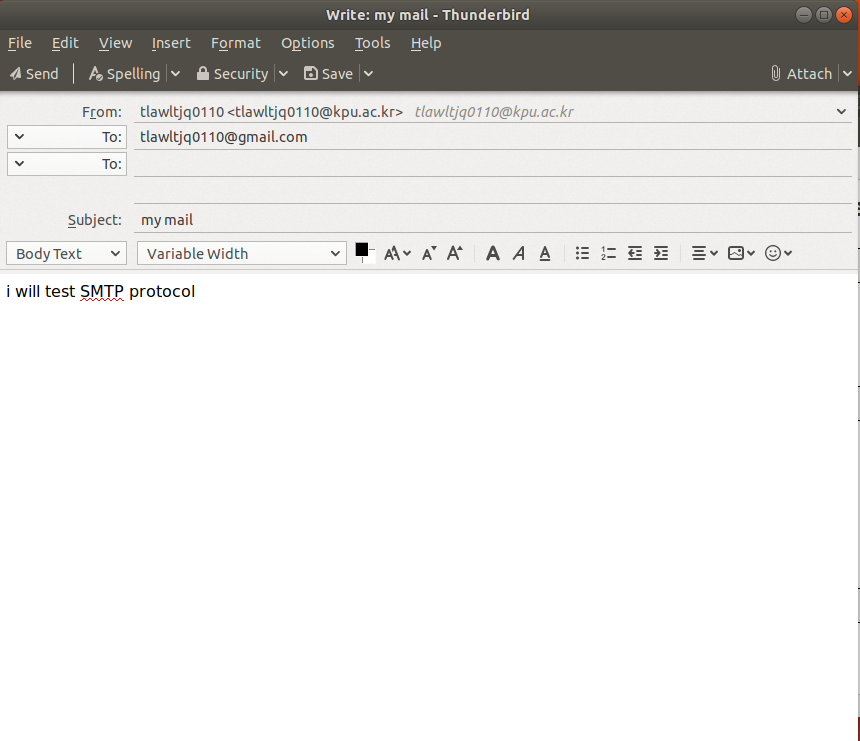 Write: my mail - Thunderbird
File Edit View Insert Format Options Tools Help
Send Spelling Security Save Attach
From: tlawltjq0110 <tlawltjq0110@kpu.ac.kr> tlawltjq0110@kpu.ac.kr
To: tlawltjq0110@gmail.com
To:
Subject: my mail
Body Text Variable Width
i will test SMTP protocol